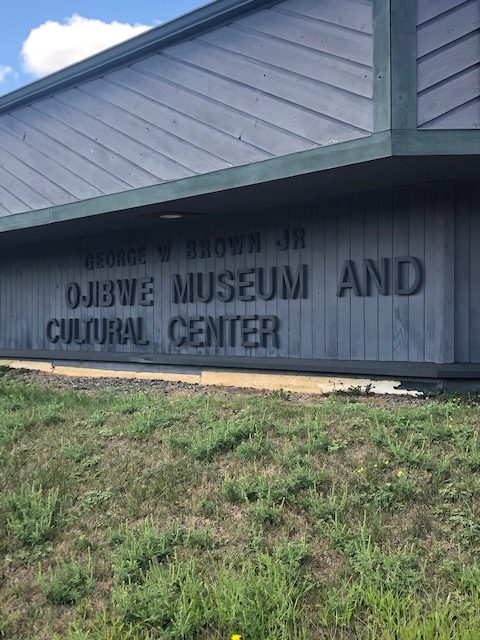 GEORGE W. BROWN JR
OJIBWE MUSEUM AND
CULTURAL CENTER